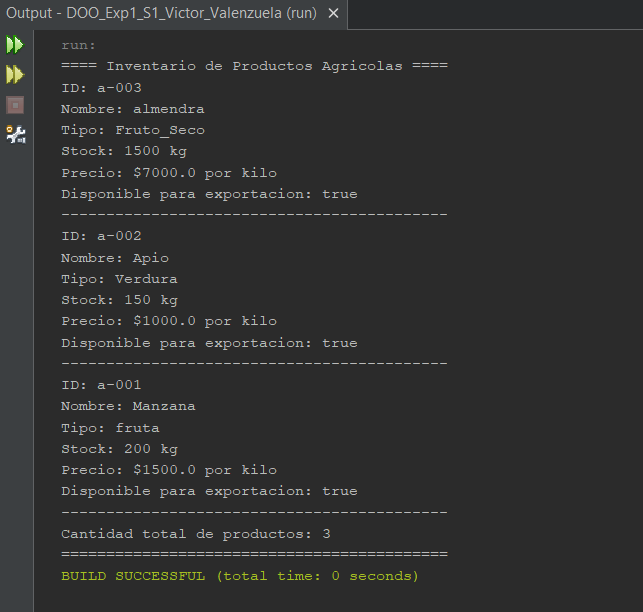 Output - DOO_Exp1_S1_Victor_Valenzuela (run) ×
run:
==== Inventario de Productos Agricolas ====
ID: a-003
Nombre: almendra
Tipo: Fruto_Seco
Stock: 1500 kg
Precio: $7000.0 por kilo
Disponible para exportacion: true
-------------------------------------------
ID: a-002
Nombre: Apio
Tipo: Verdura
Stock: 150 kg
Precio: $1000.0 por kilo
Disponible para exportacion: true
-------------------------------------------
ID: a-001
Nombre: Manzana
Tipo: fruta
Stock: 200 kg
Precio: $1500.0 por kilo
Disponible para exportacion: true
-------------------------------------------
Cantidad total de productos: 3
===========================================
BUILD SUCCESSFUL (total time: 0 seconds)